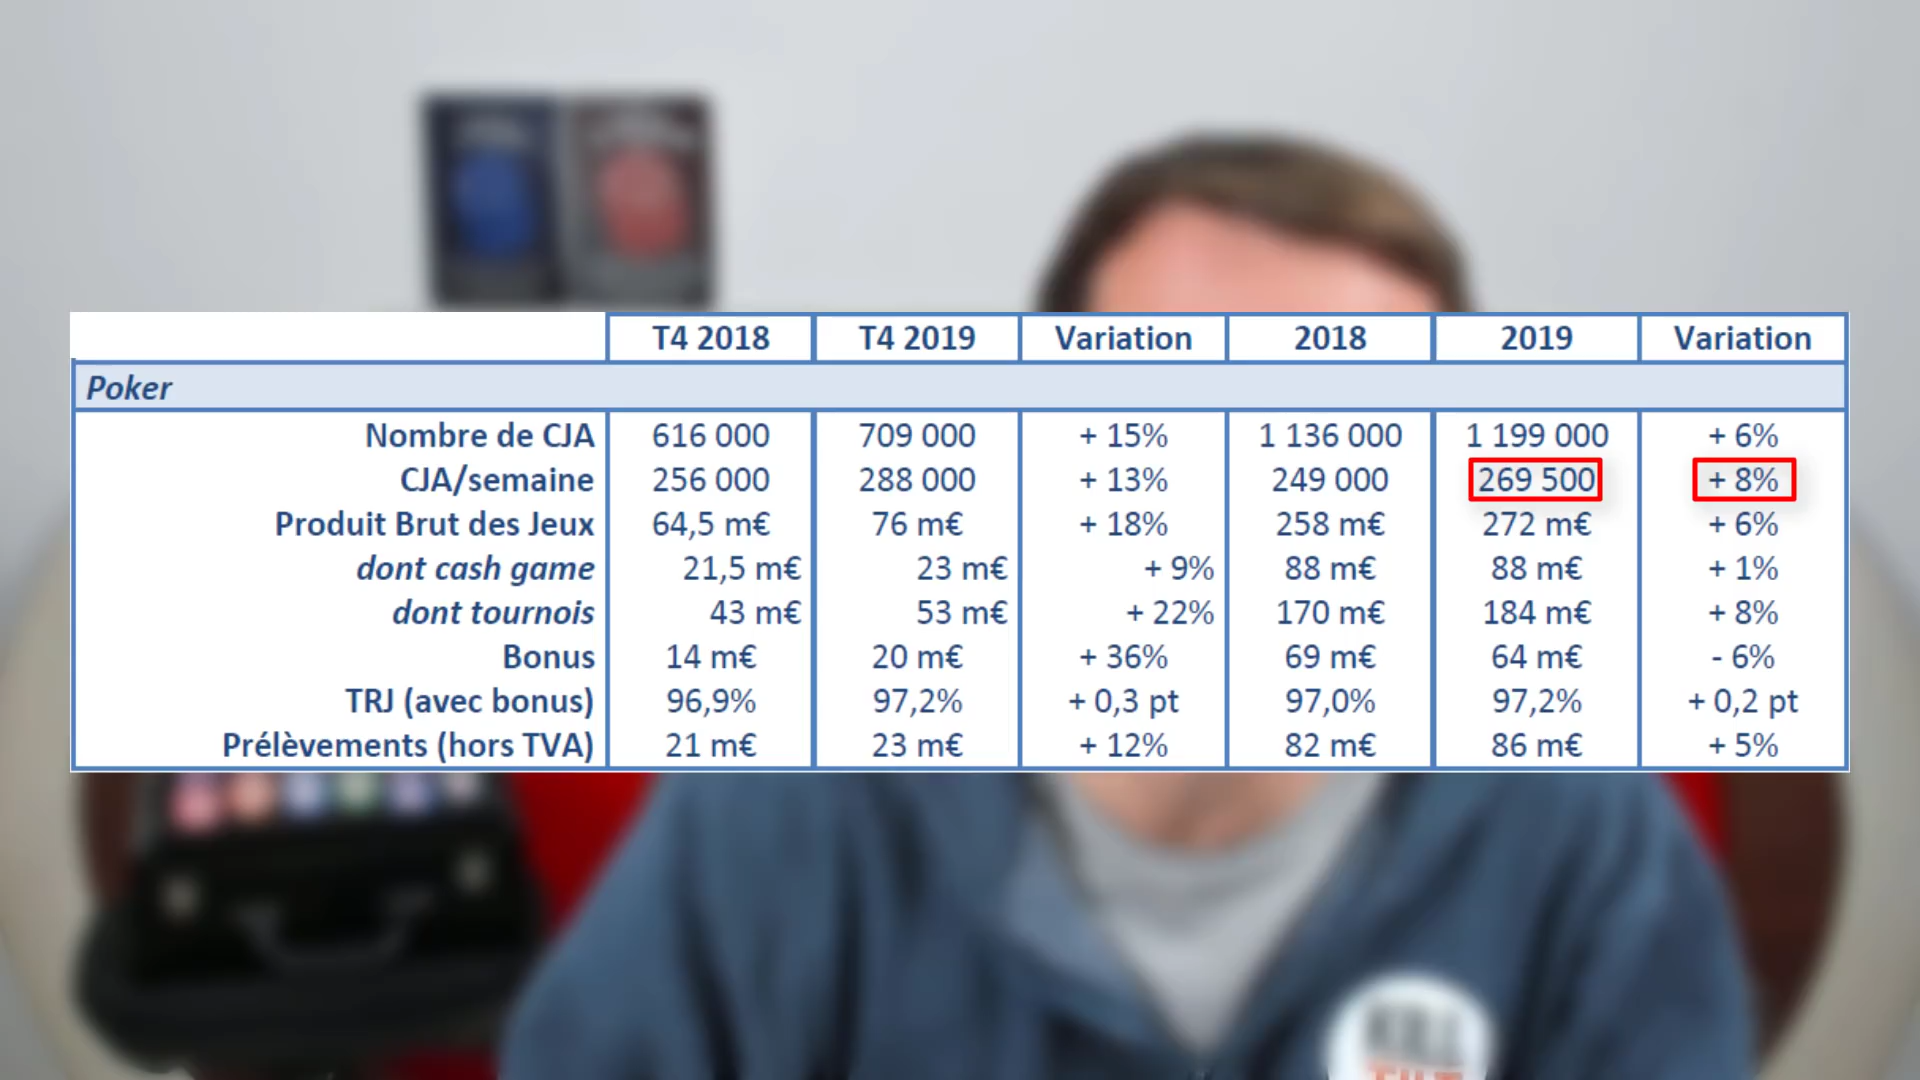 T4 2018 T4 2019 Variation 2018 2019 Variation
Poker
Nombre de CJA 616 000 709 000 + 15% 1 136 000 1 199 000 + 6%
CJA/semaine 256 000 288 000 + 13% 249 000 269 500 + 8%
Produit Brut des Jeux 64,5 m€ 76 m€ + 18% 258 m€ 272 m€ + 6%
dont cash game 21,5 m€ 23 m€ + 9% 88 m€ 88 m€ + 1%
dont tournois 43 m€ 53 m€ + 22% 170 m€ 184 m€ + 8%
Bonus 14 m€ 20 m€ + 36% 69 m€ 64 m€ - 6%
TRJ (avec bonus) 96,9% 97,2% + 0,3 pt 97,0% 97,2% + 0,2 pt
Prélèvements (hors TVA) 21 m€ 23 m€ + 12% 82 m€ 86 m€ + 5%
KILL
TILT